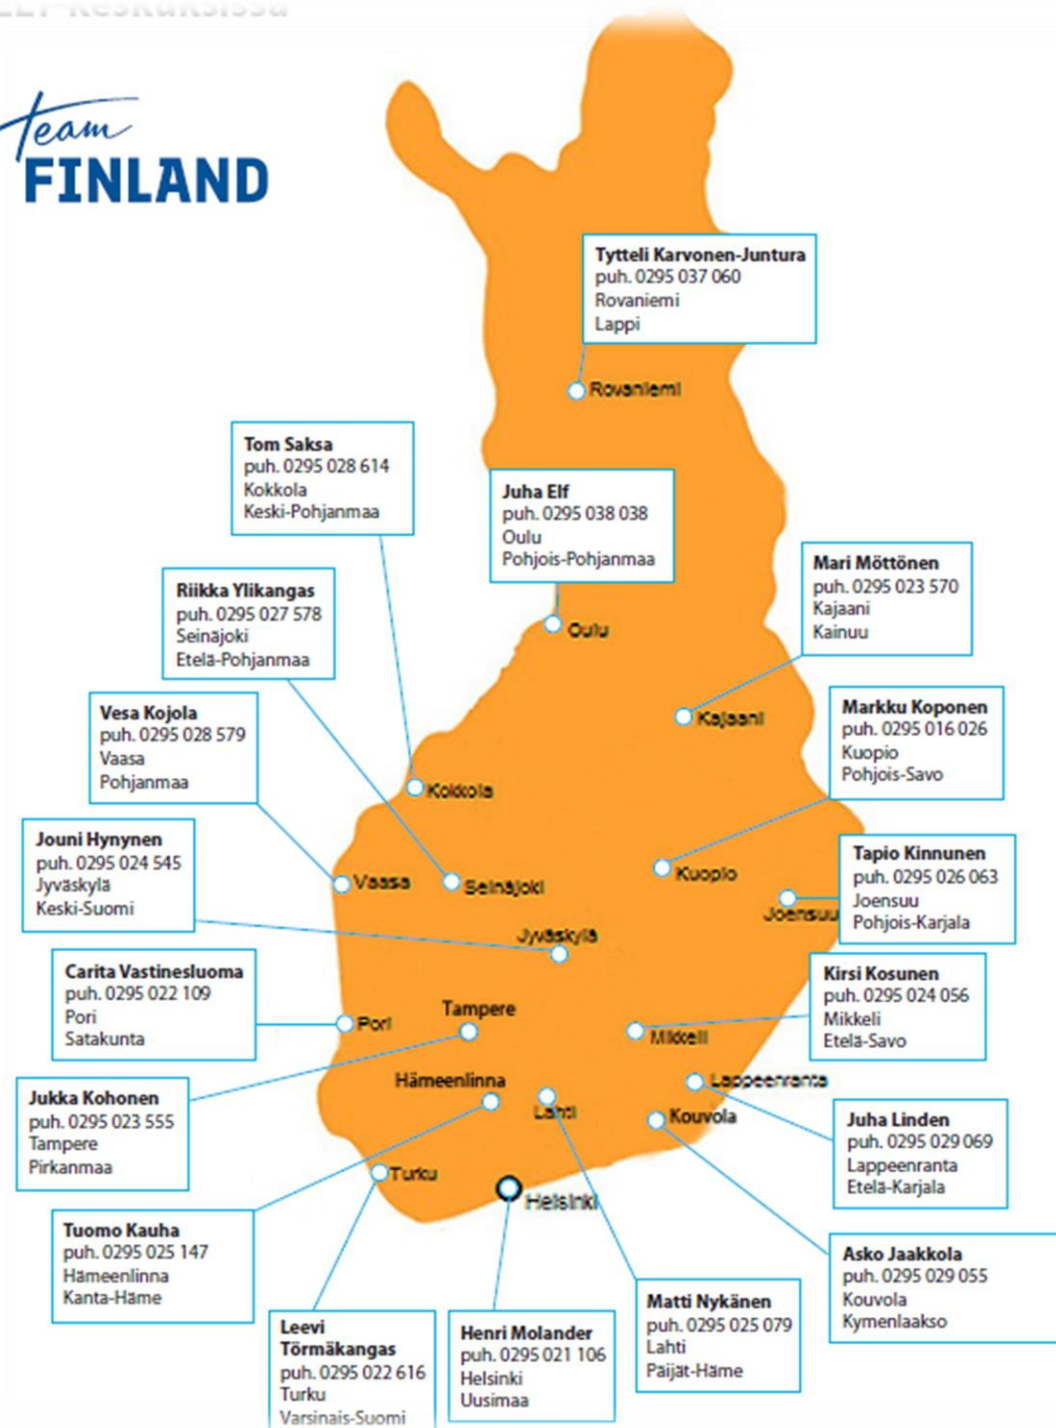 ELY-keskuksissa
Team
FINLAND
Tytteli Karvonen-Juntura
puh. 0295 037 060
Rovaniemi
Lappi
Rovaniemi
Tom Saksa
puh. 0295 028 614
Kokkola
Keski-Pohjanmaa
Juha Elf
puh. 0295 038 038
Oulu
Pohjois-Pohjanmaa
Mari Möttönen
puh. 0295 023 570
Kajaani
Kainuu
Riikka Ylikangas
puh. 0295 027 578
Seinäjoki
Etelä-Pohjanmaa
Oulu
Vesa Kojola
puh. 0295 028 579
Vaasa
Pohjanmaa
Kajaani
Markku Koponen
puh. 0295 016 026
Kuopio
Pohjois-Savo
Kokkola
Jouni Hynynen
puh. 0295 024 545
Jyväskylä
Keski-Suomi
Vaasa
Seinäjoki
Kuopio
Tapio Kinnunen
puh. 0295 026 063
Joensuu
Pohjois-Karjala
Joensuu
Jyväskylä
Carita Vastinesluoma
puh. 0295 022 109
Pori
Satakunta
Kirsi Kosunen
puh. 0295 024 056
Mikkeli
Etelä-Savo
Pori
Tampere
Mikkeli
Jukka Kohonen
puh. 0295 023 555
Tampere
Pirkanmaa
Hämeenlinna
Lahti
Lappeenranta
Kouvola
Juha Linden
puh. 0295 029 069
Lappeenranta
Etelä-Karjala
Turku
Helsinki
Tuomo Kauha
puh. 0295 025 147
Hämeenlinna
Kanta-Häme
Asko Jaakkola
puh. 0295 029 055
Kouvola
Kymenlaakso
Leevi
Törmäkangas
puh. 0295 022 616
Turku
Varsinais-Suomi
Henri Molander
puh. 0295 021 106
Helsinki
Uusimaa
Matti Nykänen
puh. 0295 025 079
Lahti
Päijät-Häme